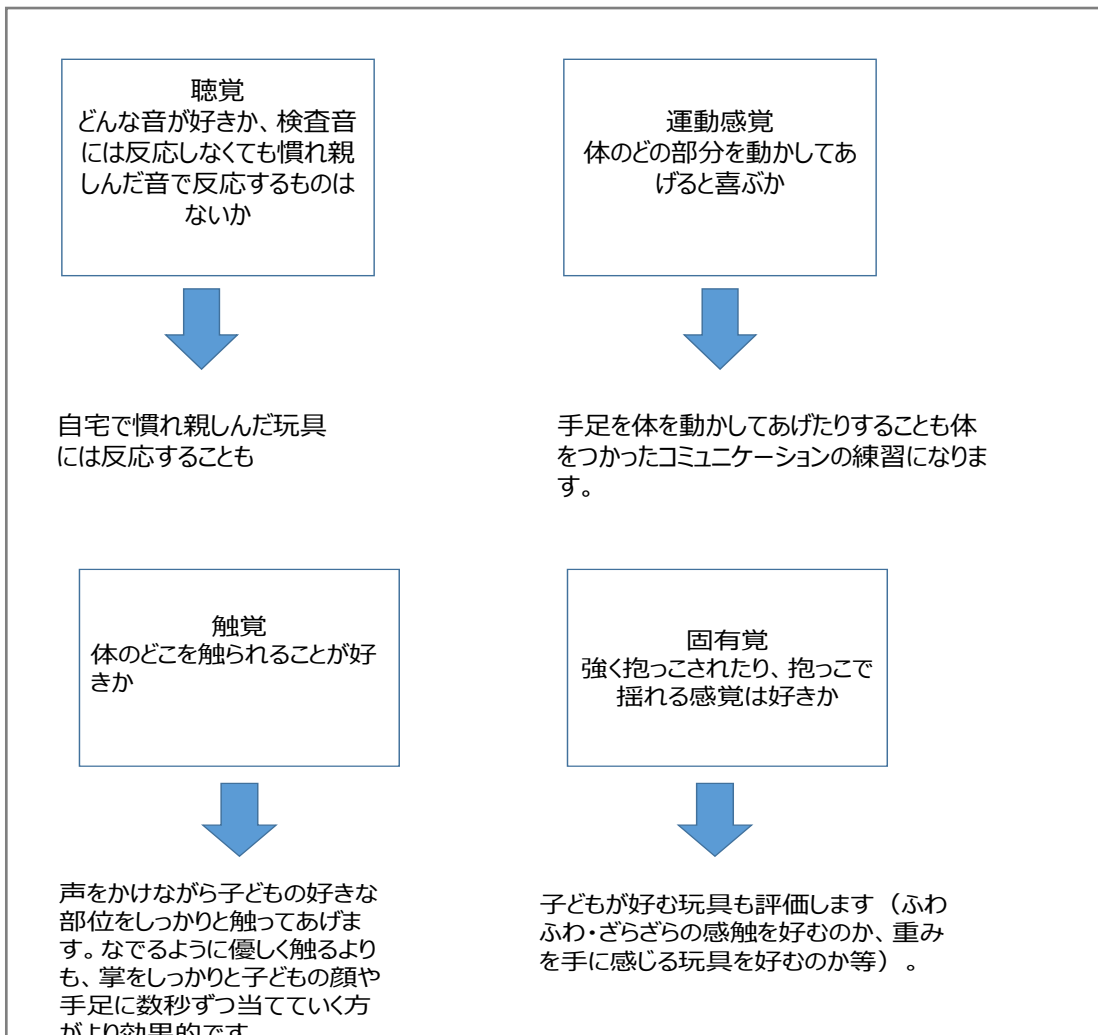 聴覚
どんな音が好きか、検査音
には反応しなくても慣れ親
しんだ音で反応するものは
ないか
運動感覚
体のどの部分を動かしてあ
げると喜ぶか
自宅で慣れ親しんだ玩具
には反応することも
手足を体を動かしてあげたりすることも体
をつかったコミュニケーションの練習になりま
す。
触覚
体のどこを触られることが好
きか
固有覚
強く抱っこされたり、抱っこで
揺れる感覚は好きか
声をかけながら子どもの好きな
部位をしっかりと触ってあげま
す。なでるように優しく触るより
も、掌をしっかりと子どもの顔や
手足に数秒ずつ当てていく方
がより効果的です
子どもが好む玩具も評価します（ふわ
ふわ・ざらざらの感触を好むのか、重み
を手に感じる玩具を好むのか等）。